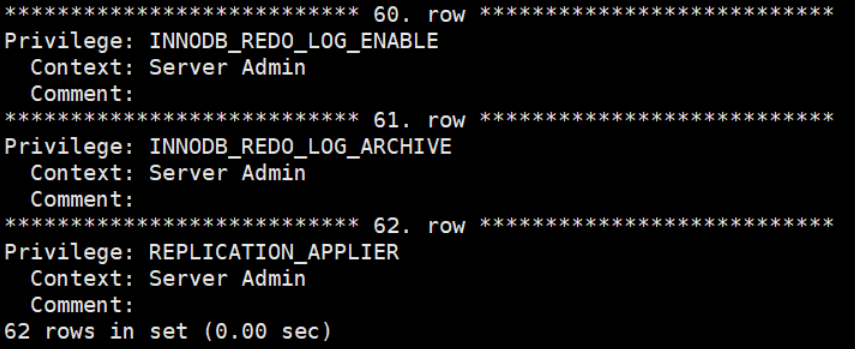 *************************** 60. row ***************************
Privilege: INNODB_REDO_LOG_ENABLE
  Context: Server Admin
  Comment:
*************************** 61. row ***************************
Privilege: INNODB_REDO_LOG_ARCHIVE
  Context: Server Admin
  Comment:
*************************** 62. row ***************************
Privilege: REPLICATION_APPLIER
  Context: Server Admin
  Comment:
62 rows in set (0.00 sec)